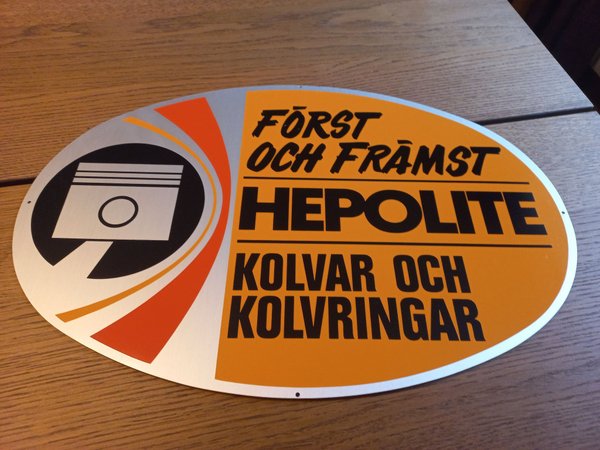 FÖRST
OCH FRÄMST
HEPOLITE
KOLVAR OCH
KOLVRINGAR